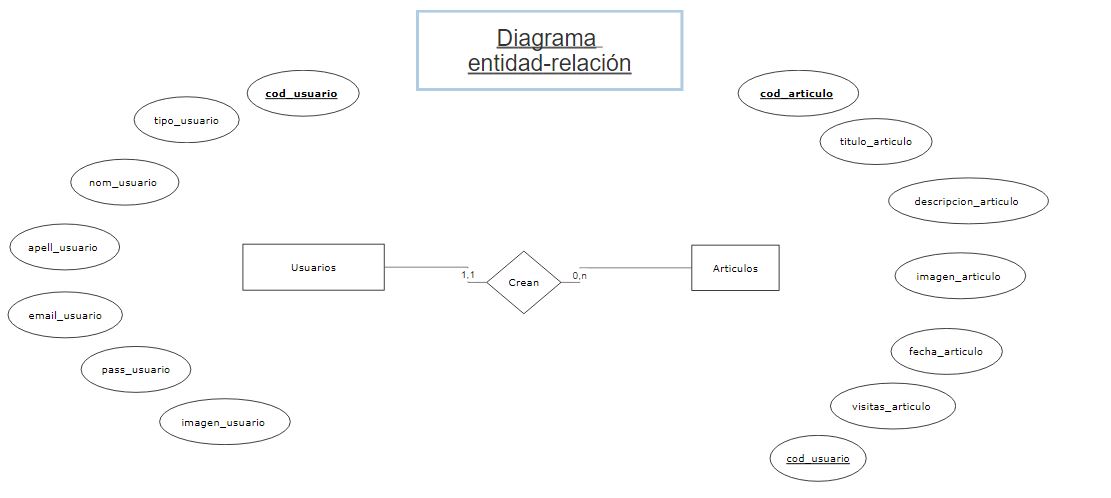 Diagrama
entidad-relación
cod_usuario
tipo_usuario
nom_usuario
apell_usuario
email_usuario
pass_usuario
imagen_usuario
Usuarios
1,1
Crean
0,n
Articulos
cod_articulo
titulo_articulo
descripcion_articulo
imagen_articulo
fecha_articulo
visitas_articulo
cod_usuario